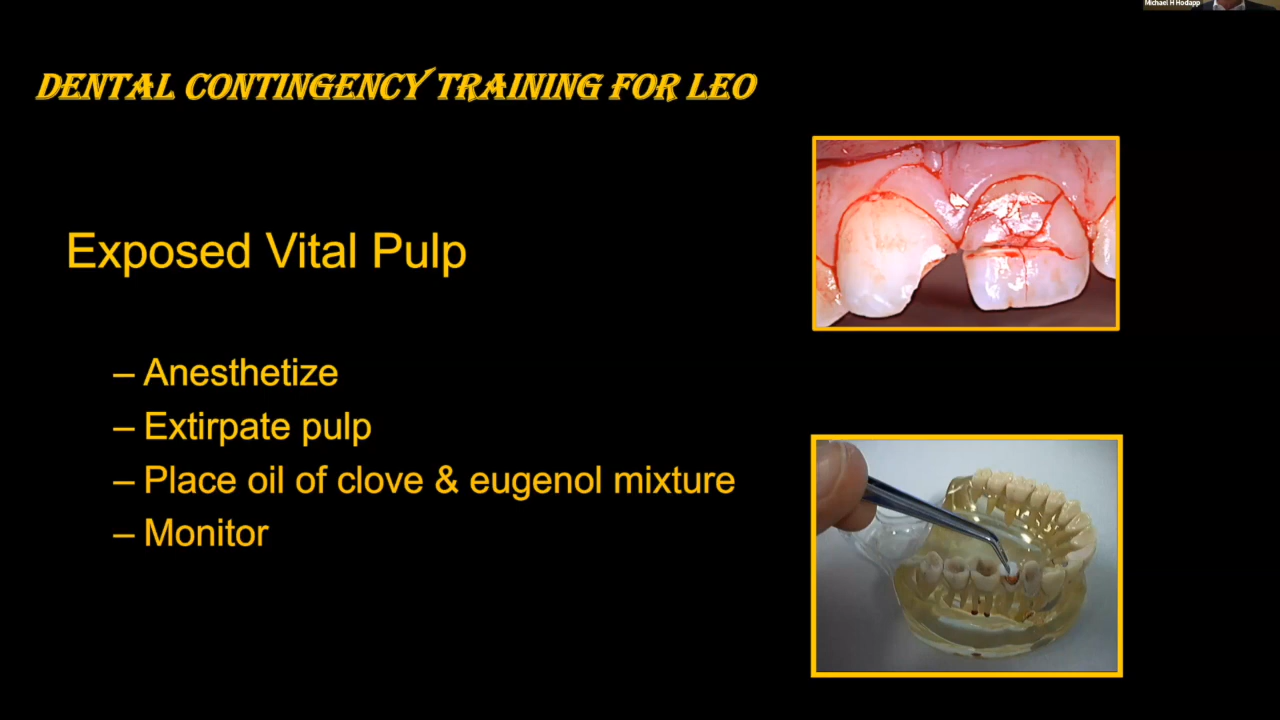 Michael H Hodapp
DENTAL CONTINGENCY TRAINING FOR LEO
Exposed Vital Pulp
– Anesthetize
– Extirpate pulp
– Place oil of clove & eugenol mixture
– Monitor